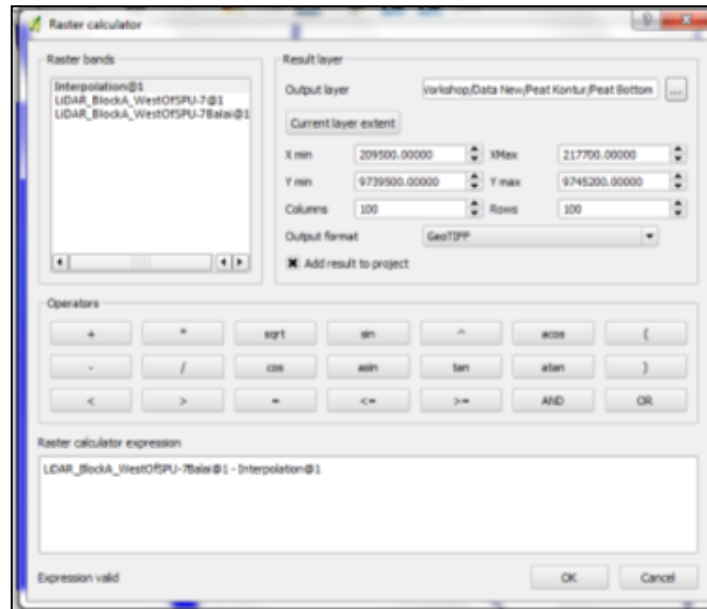 Raster calculator
Raster bands
Interpolation@1
LiDAR_BlockA_WestOfSPU-7@1
LiDAR_BlockA_WestOfSPU-7Balai@1
Result layer
Output layer Workshop/Data New/Peat Kontur/Peat Bottom ...
Current layer extent
X min 209500.00000 XMax 217700.00000
Y min 9739500.00000 Y max 9745200.00000
Columns 100 Rows 100
Output format GeoTIFF
Add result to project
Operators
+ * sqrt sin ^ acos (
- / cos asin tan atan )
< > = <= >= AND OR
Raster calculator expression
LiDAR_BlockA_WestOfSPU-7Balai@1 - Interpolation@1
Expression valid OK Cancel